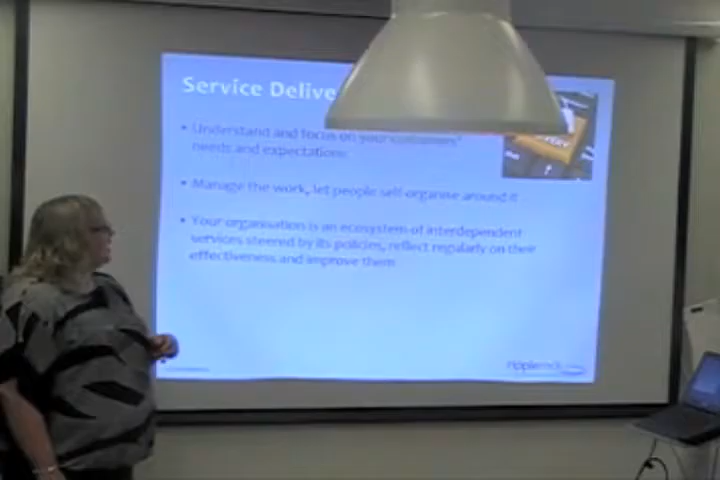 Service Delive
• Understand and focus on your customers'
needs and expectations
• Manage the work, let people self-organise around it
• Your organisation is an ecosystem of interdependent
services steered by its policies, reflect regularly on their
effectiveness and improve them
ripplerock